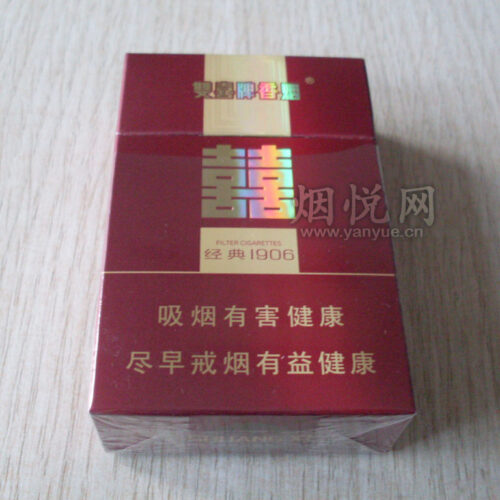 雙喜牌香烟®
囍
FILTER CIGARETTES
经典1906
烟悦网
www.yanyue.cn
吸烟有害健康
尽早戒烟有益健康